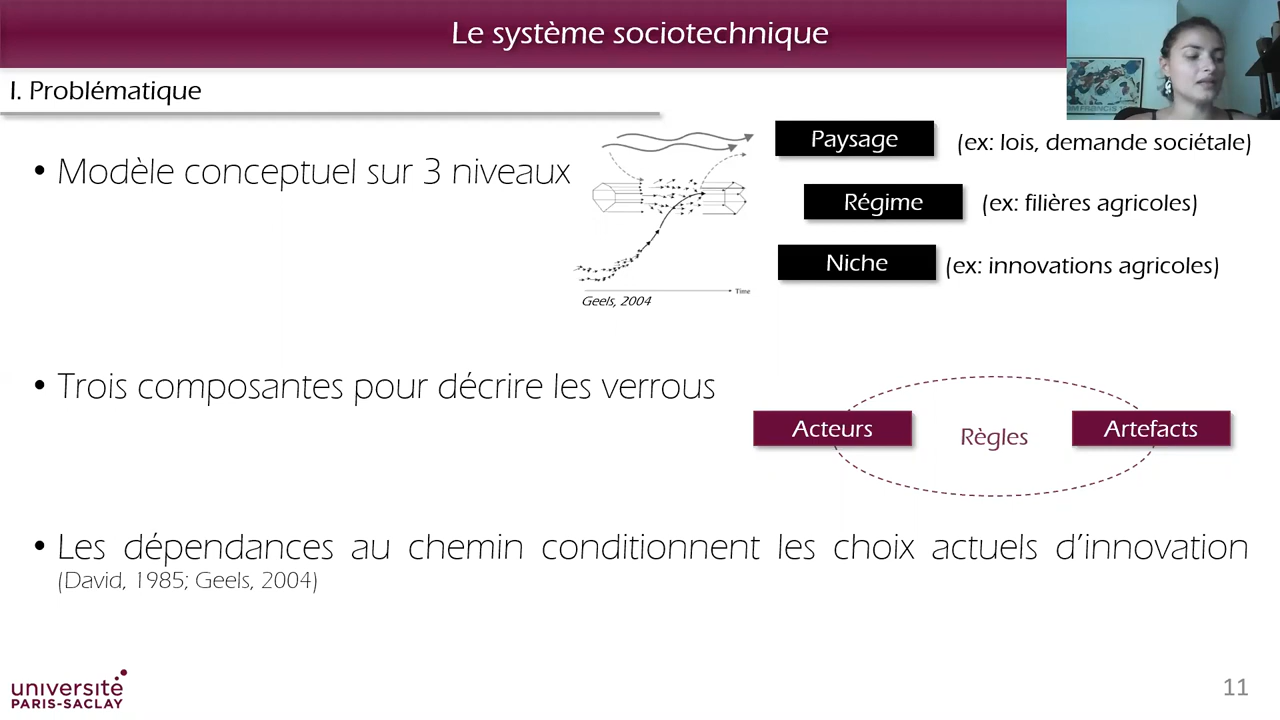 Le système sociotechnique
I. Problématique
• Modèle conceptuel sur 3 niveaux
Paysage
(ex: lois, demande sociétale)
Régime
(ex: filières agricoles)
Niche
(ex: innovations agricoles)
Time
Geels, 2004
• Trois composantes pour décrire les verrous
Acteurs
Règles
Artefacts
• Les dépendances au chemin conditionnent les choix actuels d'innovation
(David, 1985; Geels, 2004)
université
PARIS-SACLAY
11